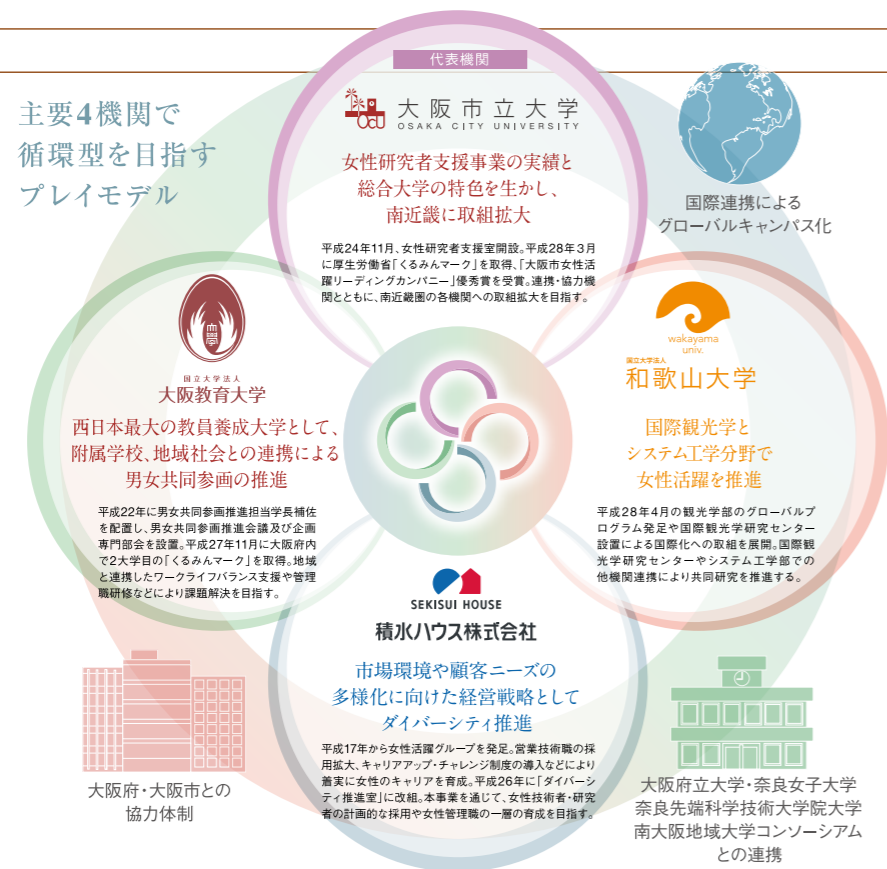 主要4機関で
循環型を目指す
プレイモデル
代表機関
OCU
大阪市立大学
OSAKA CITY UNIVERSITY
女性研究者支援事業の実績と
総合大学の特色を生かし、
南近畿に取組拡大
平成24年11月、女性研究者支援室開設。平成28年3月
に厚生労働省「くるみんマーク」を取得、「大阪市女性活
躍リーディングカンパニー」優秀賞を受賞。連携・協力機
関とともに、南近畿圏の各機関への取組拡大を目指す。
国際連携による
グローバルキャンパス化
国立大学法人
大阪教育大学
西日本最大の教員養成大学として、
附属学校、地域社会との連携による
男女共同参画の推進
平成22年に男女共同参画推進担当学長補佐
を配置し、男女共同参画推進会議及び企画
専門部会を設置。平成27年11月に大阪府内
で2大学目の「くるみんマーク」を取得。地域
と連携したワークライフバランス支援や管理
職研修などにより課題解決を目指す。
wakayama
univ.
国立大学法人
和歌山大学
国際観光学と
システム工学分野で
女性活躍を推進
平成28年4月の観光学部のグローバルプ
ログラム発足や国際観光学研究センター
設置による国際化への取組を展開。国際観
光学研究センターやシステム工学部での
他機関連携により共同研究を推進する。
SEKISUI HOUSE
積水ハウス株式会社
市場環境や顧客ニーズの
多様化に向けた経営戦略として
ダイバーシティ推進
平成17年から女性活躍グループを発足。営業技術職の採
用拡大、キャリアアップ・チャレンジ制度の導入などにより
着実に女性のキャリアを育成。平成26年に「ダイバーシ
ティ推進室」に改組。本事業を通じて、女性技術者・研究
者の計画的な採用や女性管理職の一層の育成を目指す。
大阪府・大阪市との
協力体制
大阪府立大学・奈良女子大学
奈良先端科学技術大学院大学
南大阪地域大学コンソーシアム
との連携